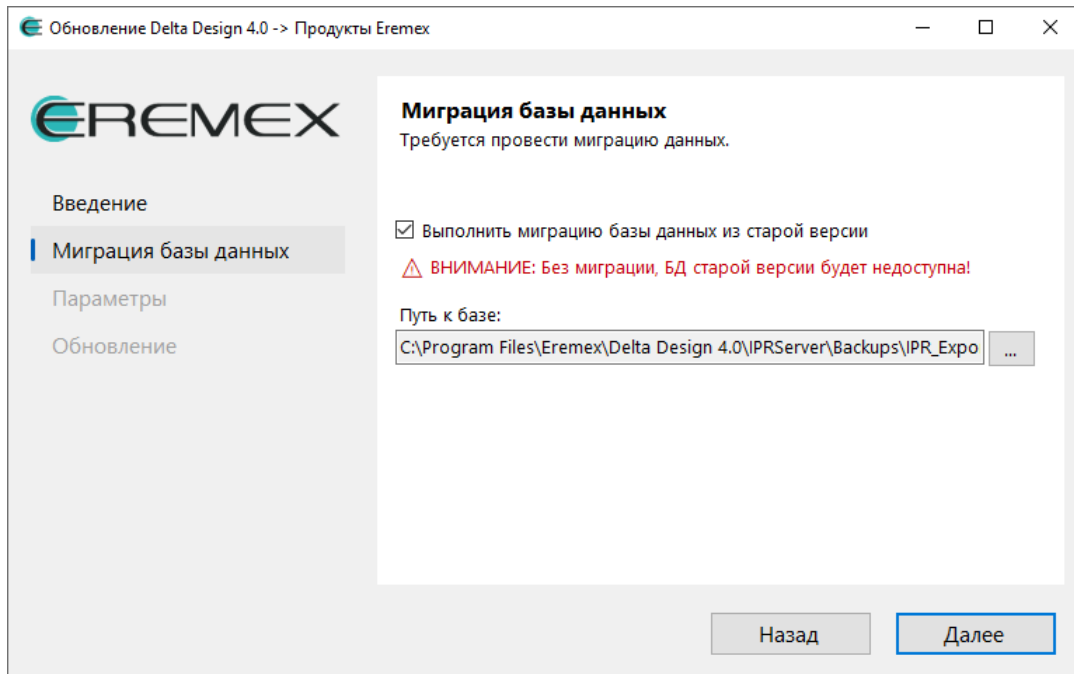 Обновление Delta Design 4.0 -> Продукты Eremex
EREMEX
Введение
Миграция базы данных
Параметры
Обновление
Миграция базы данных
Требуется провести миграцию данных.
Выполнить миграцию базы данных из старой версии
ВНИМАНИЕ: Без миграции, БД старой версии будет недоступна!
Путь к базе:
C:\Program Files\Eremex\Delta Design 4.0\IPRServer\Backups\IPR_Expo
...
Назад
Далее